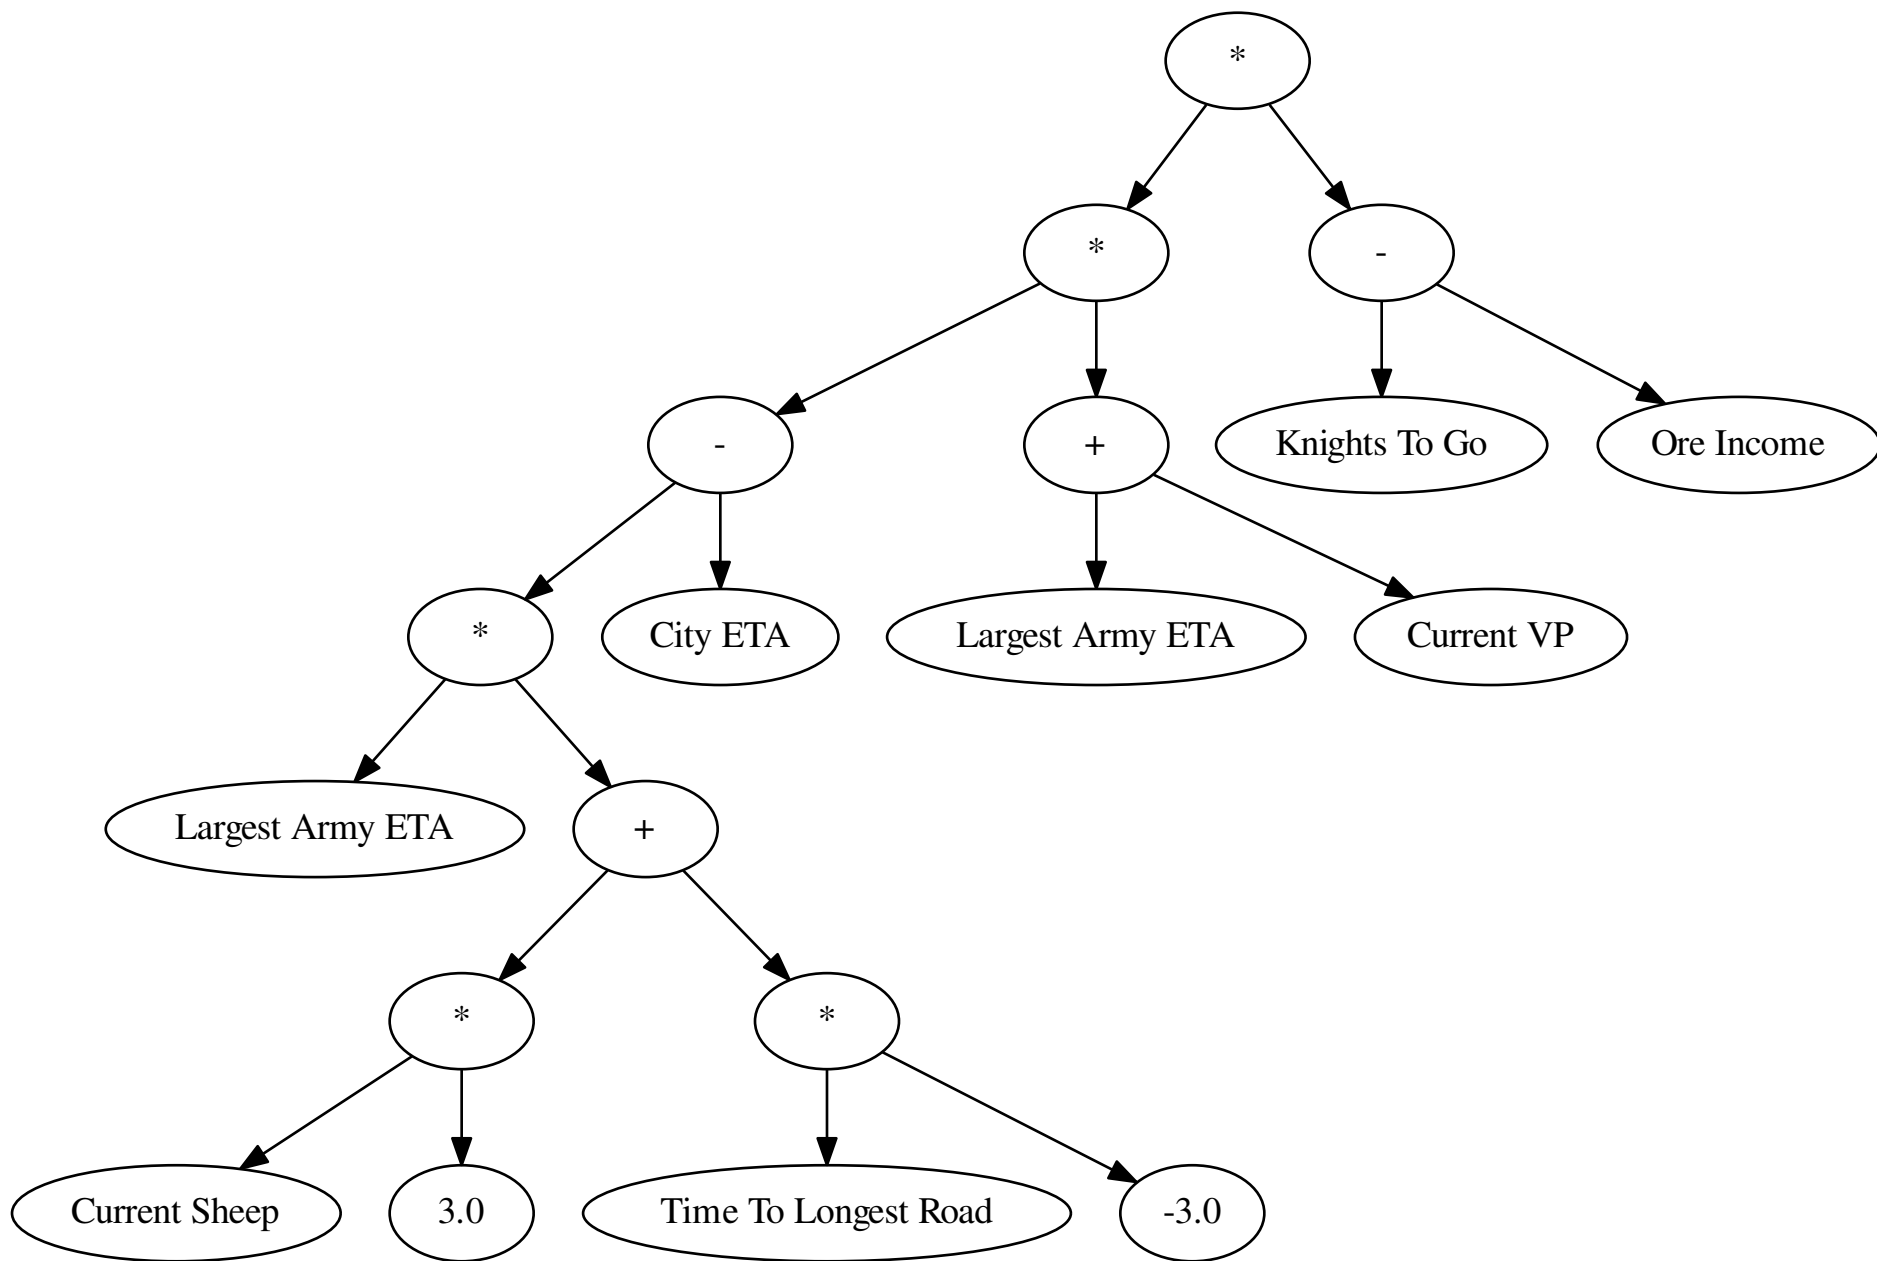 *
*
-
-
+
Knights To Go
Ore Income
*
City ETA
Largest Army ETA
Current VP
Largest Army ETA
+
*
*
Current Sheep
3.0
Time To Longest Road
-3.0